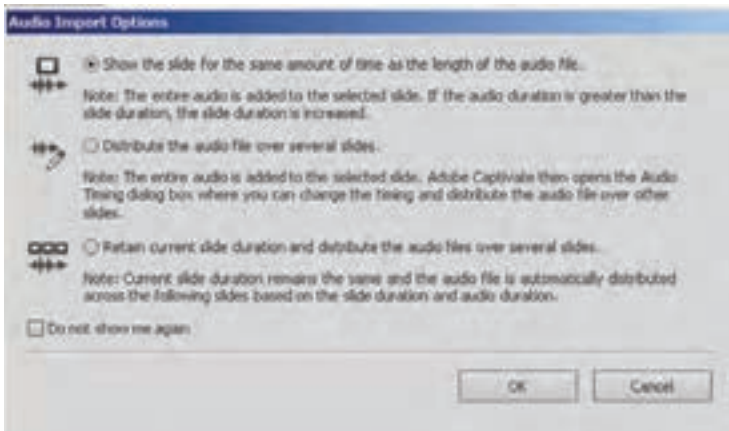 Audio Import Options
Show the slide for the same amount of time as the length of the audio file.
Note: The entire audio is added to the selected slide. If the audio duration is greater than the
slide duration, the slide duration is increased.
Distribute the audio file over several slides.
Note: The entire audio is added to the selected slide. Adobe Captivate then opens the Audio
Timing dialog box where you can change the timing and distribute the audio file over other
slides.
Retain current slide duration and distribute the audio files over several slides.
Note: Current slide duration remains the same and the audio file is automatically distributed
across the following slides based on the slide duration and audio duration.
Do not show me again
OK
Cancel